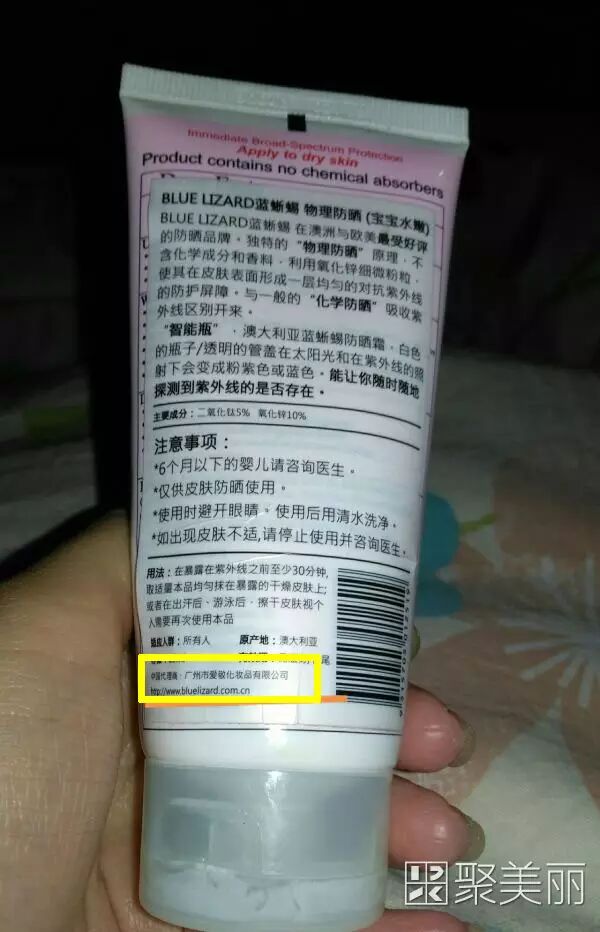 Immediate Broad-Spectrum Protection
Apply to dry skin
Product contains no chemical absorbers
BLUE LIZARD蓝蜥蜴 物理防晒 (宝宝水嫩)
BLUE LIZARD蓝蜥蜴 在澳洲与欧美最受好评
的防晒品牌。独特的“物理防晒”原理，不
含化学成分和香料，利用氧化锌细微粉粒，
使其在皮肤表面形成一层均匀的对抗紫外线
的防护屏障。与一般的“化学防晒”吸收紫
外线区别开来。
“智能瓶”，澳大利亚蓝蜥蜴防晒霜，白色
的瓶子/透明的管盖在太阳光和在紫外线的照
射下会变成粉紫色或蓝色。能让你随时随地
探测到紫外线的是否存在。
主要成分：二氧化钛5% 氧化锌10%
注意事项：
*6个月以下的婴儿请咨询医生。
*仅供皮肤防晒使用。
*使用时避开眼睛。使用后用清水洗净。
*如出现皮肤不适,请停止使用并咨询医生。
用法：在暴露在紫外线之前至少30分钟,
取适量本品均匀抹在暴露的干燥皮肤上;
或者在出汗后、游泳后，擦干皮肤视个
人需要再次使用本品
适应人群：所有人 原产地：澳大利亚
中国代理商：广州市爱敬化妆品有限公司
http://www.bluelizard.com.cn
聚美丽